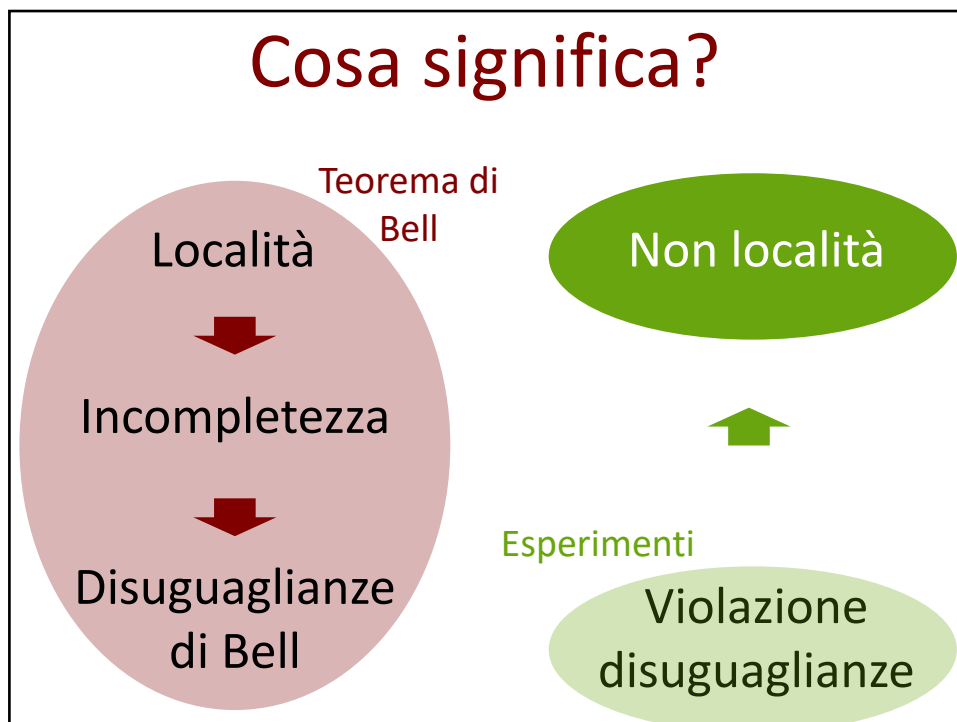 Cosa significa?
Teorema di
Bell
Località
Incompletezza
Disuguaglianze
di Bell
Non località
Esperimenti
Violazione
disuguaglianze